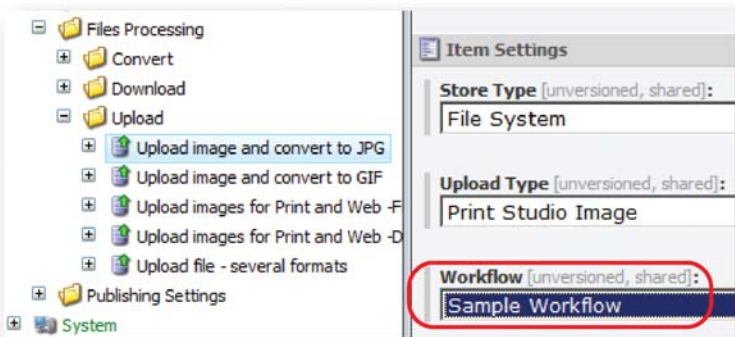 Files Processing
Convert
Download
Upload
Upload image and convert to JPG
Upload image and convert to GIF
Upload images for Print and Web -F
Upload images for Print and Web -D
Upload file - several formats
Publishing Settings
System
Item Settings
Store Type [unversioned, shared]:
File System
Upload Type [unversioned, shared]:
Print Studio Image
Workflow [unversioned, shared]:
Sample Workflow